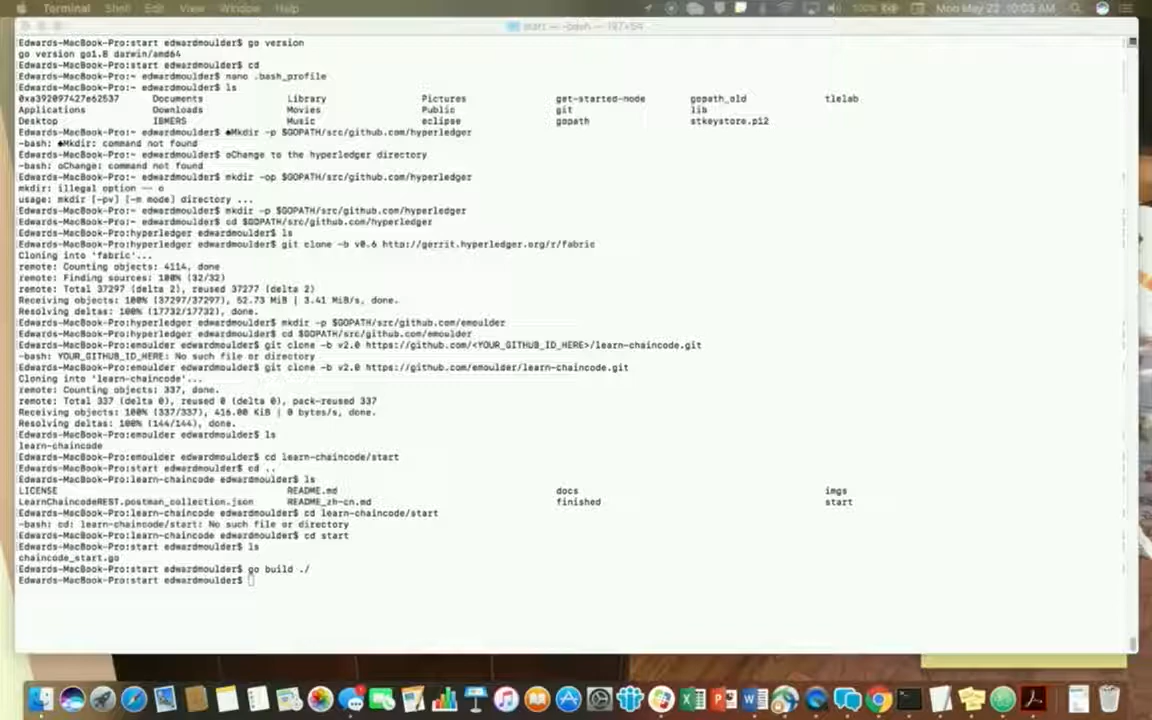 Terminal Shell Edit View Window Help 100% Mon May 22 10:03 AM
start — -bash — 197×54
Edwards-MacBook-Pro:start edwardmoulder$ go version
go version go1.8 darwin/amd64
Edwards-MacBook-Pro:start edwardmoulder$ cd
Edwards-MacBook-Pro:~ edwardmoulder$ nano .bash_profile
Edwards-MacBook-Pro:~ edwardmoulder$ ls
0xa392097427e62537 Documents Library Pictures get-started-node gopath_old tlelab
Applications Downloads Movies Public git lib
Desktop IBMERS Music eclipse gopath stkeystore.p12
Edwards-MacBook-Pro:~ edwardmoulder$ ♠Mkdir -p $GOPATH/src/github.com/hyperledger
-bash: ♠Mkdir: command not found
Edwards-MacBook-Pro:~ edwardmoulder$ oChange to the hyperledger directory
-bash: oChange: command not found
Edwards-MacBook-Pro:~ edwardmoulder$ mkdir -op $GOPATH/src/github.com/hyperledger
mkdir: illegal option -- o
usage: mkdir [-pv] [-m mode] directory ...
Edwards-MacBook-Pro:~ edwardmoulder$ mkdir -p $GOPATH/src/github.com/hyperledger
Edwards-MacBook-Pro:~ edwardmoulder$ cd $GOPATH/src/github.com/hyperledger
Edwards-MacBook-Pro:hyperledger edwardmoulder$ ls
Edwards-MacBook-Pro:hyperledger edwardmoulder$ git clone -b v0.6 http://gerrit.hyperledger.org/r/fabric
Cloning into 'fabric'...
remote: Counting objects: 4114, done
remote: Finding sources: 100% (32/32)
remote: Total 37297 (delta 2), reused 37277 (delta 2)
Receiving objects: 100% (37297/37297), 52.73 MiB | 3.41 MiB/s, done.
Resolving deltas: 100% (17732/17732), done.
Edwards-MacBook-Pro:hyperledger edwardmoulder$ mkdir -p $GOPATH/src/github.com/emoulder
Edwards-MacBook-Pro:hyperledger edwardmoulder$ cd $GOPATH/src/github.com/emoulder
Edwards-MacBook-Pro:emoulder edwardmoulder$ git clone -b v2.0 https://github.com/<YOUR_GITHUB_ID_HERE>/learn-chaincode.git
-bash: YOUR_GITHUB_ID_HERE: No such file or directory
Edwards-MacBook-Pro:emoulder edwardmoulder$ git clone -b v2.0 https://github.com/emoulder/learn-chaincode.git
Cloning into 'learn-chaincode'...
remote: Counting objects: 337, done.
remote: Total 337 (delta 0), reused 0 (delta 0), pack-reused 337
Receiving objects: 100% (337/337), 416.00 KiB | 0 bytes/s, done.
Resolving deltas: 100% (144/144), done.
Edwards-MacBook-Pro:emoulder edwardmoulder$ ls
learn-chaincode
Edwards-MacBook-Pro:emoulder edwardmoulder$ cd learn-chaincode/start
Edwards-MacBook-Pro:start edwardmoulder$ cd ..
Edwards-MacBook-Pro:learn-chaincode edwardmoulder$ ls
LICENSE README.md docs imgs
LearnChaincodeREST.postman_collection.json README_zh-cn.md finished start
Edwards-MacBook-Pro:learn-chaincode edwardmoulder$ cd learn-chaincode/start
-bash: cd: learn-chaincode/start: No such file or directory
Edwards-MacBook-Pro:learn-chaincode edwardmoulder$ cd start
Edwards-MacBook-Pro:start edwardmoulder$ ls
chaincode_start.go
Edwards-MacBook-Pro:start edwardmoulder$ go build ./
Edwards-MacBook-Pro:start edwardmoulder$